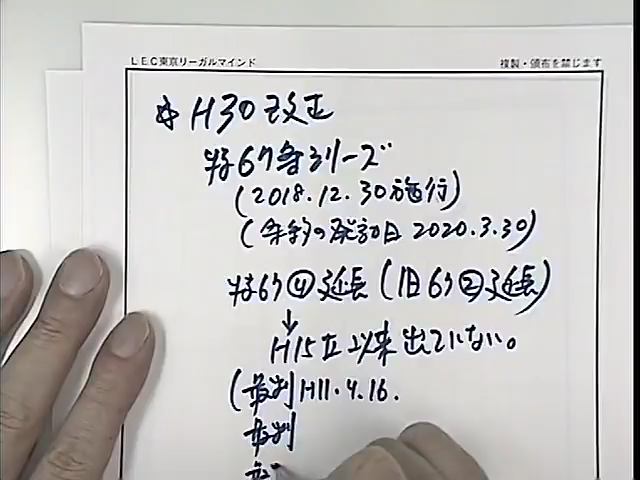 LEC東京リーガルマインド
複製・頒布を禁じます
☆ H30改正
特67条シリーズ
(2018.12.30施行)
(条約の発効日 2020.3.30)
特67④延長(旧67②延長)
↓
H15立以来出ていない。
(最判H11.4.16.
最判